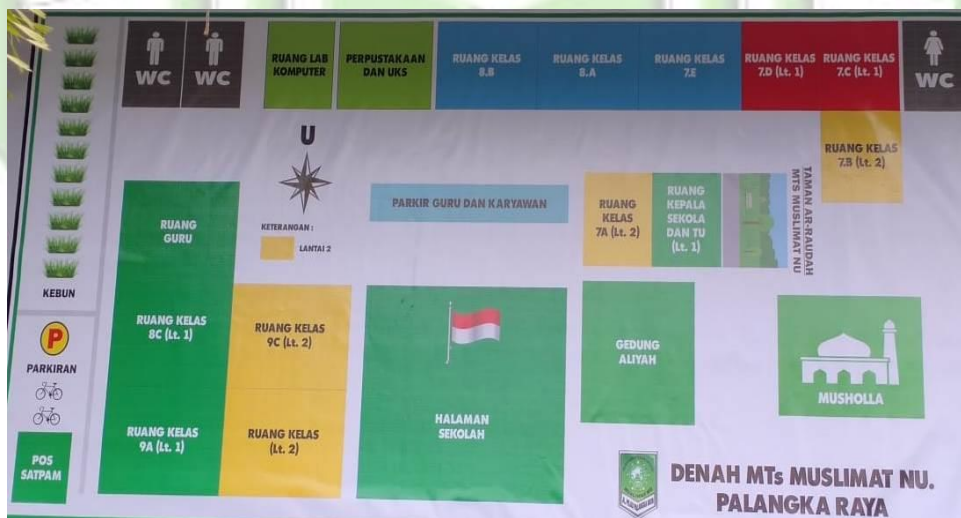 WC
WC
RUANG LAB
KOMPUTER
PERPUSTAKAAN
DAN UKS
RUANG KELAS
8.B
RUANG KELAS
8.A
RUANG KELAS
7.E
RUANG KELAS
7.D (Lt. 1)
RUANG KELAS
7.C (Lt. 1)
WC
RUANG KELAS
7.B (Lt. 2)
U
KETERANGAN :
LANTAI 2
PARKIR GURU DAN KARYAWAN
RUANG
KELAS
7A (Lt. 2)
RUANG
KEPALA
SEKOLA
DAN TU
(Lt. 1)
TAMAN AR-RAUDAH
MTS MUSLIMAT NU
RUANG
GURU
KEBUN
P
PARKIRAN
POS
SATPAM
RUANG KELAS
8C (Lt. 1)
RUANG KELAS
9C (Lt. 2)
RUANG KELAS
9A (Lt. 1)
RUANG KELAS
(Lt. 2)
HALAMAN
SEKOLAH
GEDUNG
ALIYAH
MUSHOLLA
DENAH MTs MUSLIMAT NU.
PALANGKA RAYA